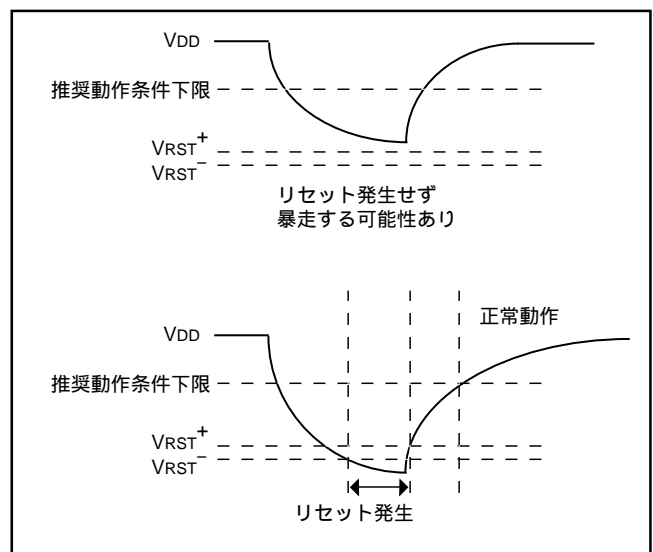 VDD
推奨動作条件下限
VRST+
VRST−
リセット発生せず
暴走する可能性あり
正常動作
VDD
推奨動作条件下限
VRST+
VRST−
リセット発生